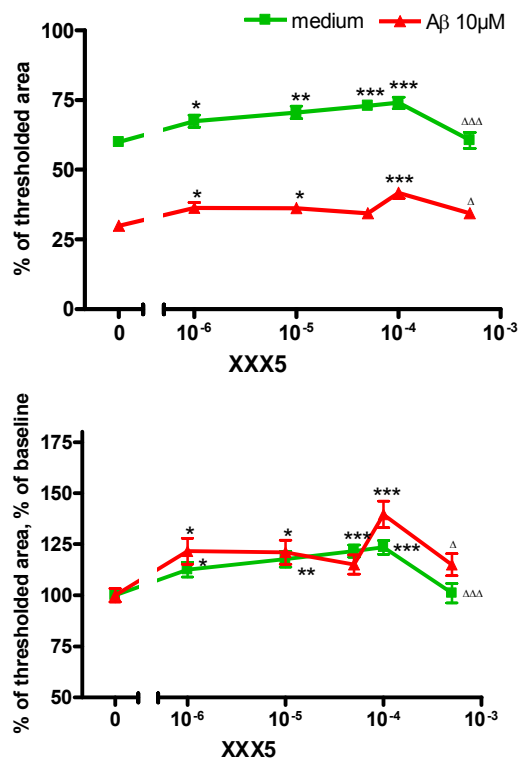 medium Aβ 10µM
% of thresholded area
100
75
50
25
0
* ** *** ***
ΔΔΔ
* * ***
Δ
0 10-6 10-5 10-4 10-3
XXX5
% of thresholded area, % of baseline
175
150
125
100
75
50
***
* * *** ***
* **
Δ
ΔΔΔ
0 10-6 10-5 10-4 10-3
XXX5